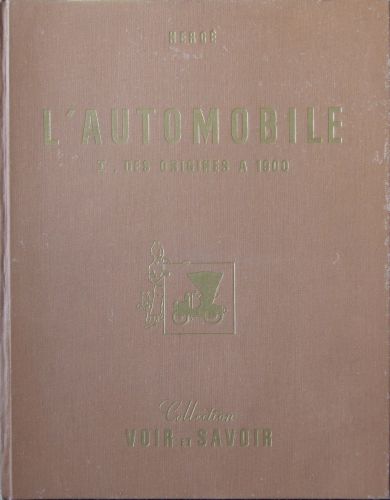 HERGÉ
L'AUTOMOBILE
DES ORIGINES A 1900
Collection
VOIR ET SAVOIR